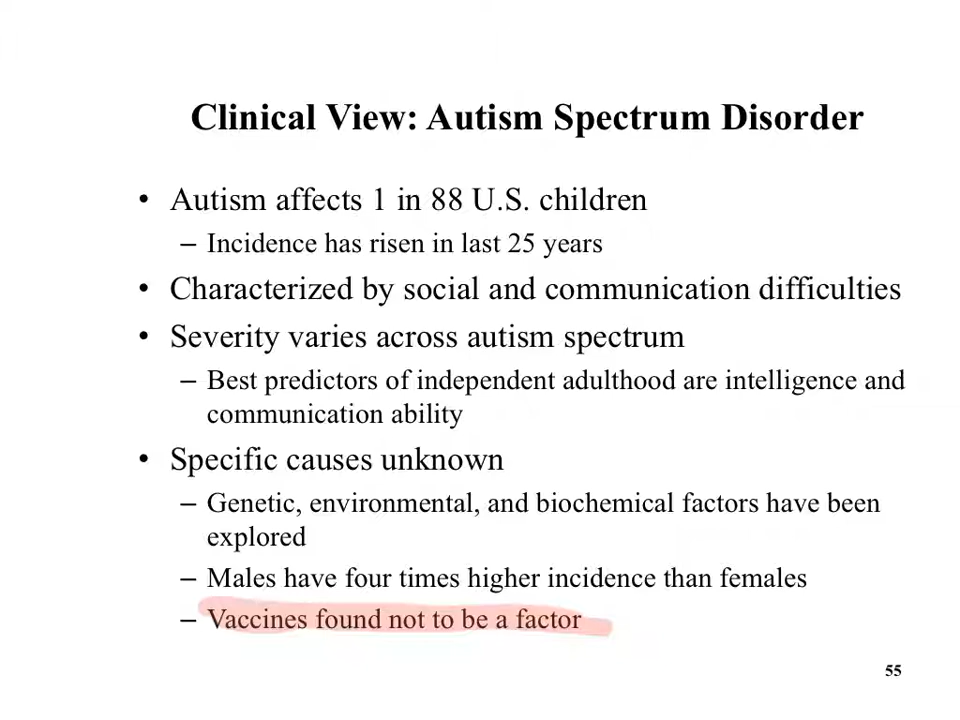 Clinical View: Autism Spectrum Disorder
• Autism affects 1 in 88 U.S. children
– Incidence has risen in last 25 years
• Characterized by social and communication difficulties
• Severity varies across autism spectrum
– Best predictors of independent adulthood are intelligence and
communication ability
• Specific causes unknown
– Genetic, environmental, and biochemical factors have been
explored
– Males have four times higher incidence than females
– Vaccines found not to be a factor
55